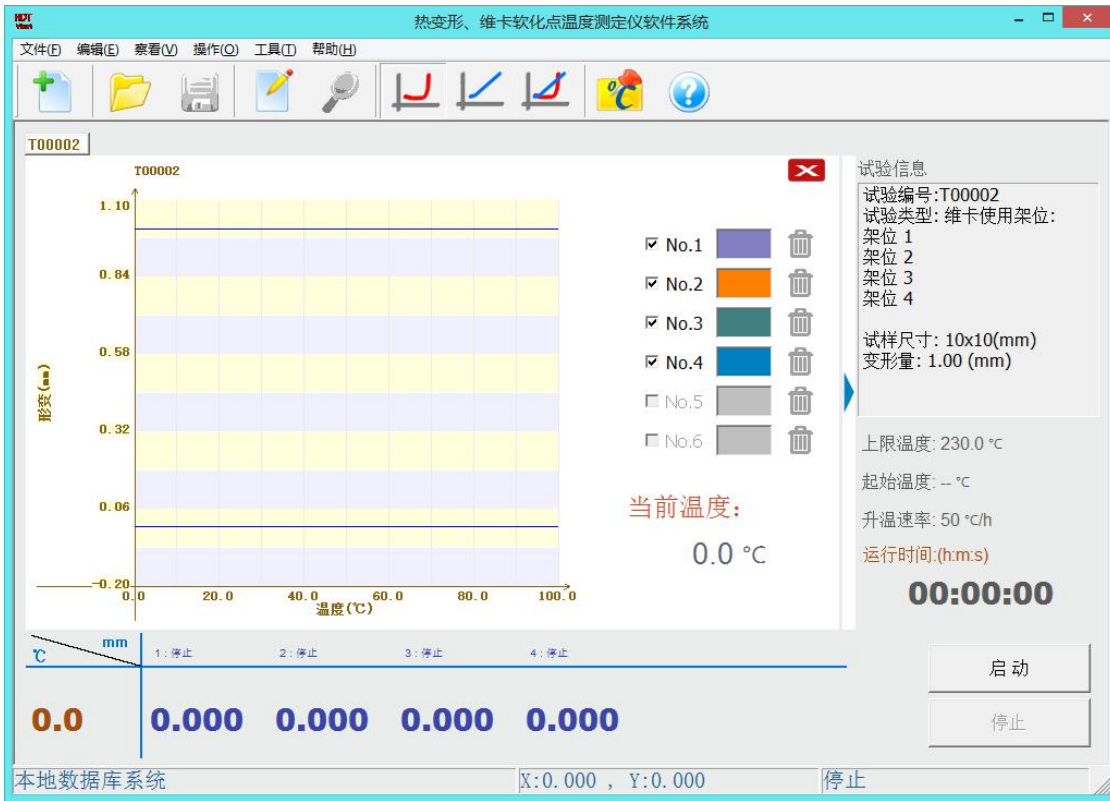 HDT
Vicat
热变形、维卡软化点温度测定仪软件系统
文件(F) 编辑(E) 察看(V) 操作(O) 工具(T) 帮助(H)
℃
?
T00002
T00002
1.10
0.84
0.58
0.32
0.06
-0.20
形变(mm)
0.0 20.0 40.0 60.0 80.0 100.0
温度(℃)
No.1
No.2
No.3
No.4
No.5
No.6
当前温度:
0.0 ℃
试验信息
试验编号:T00002
试验类型: 维卡使用架位:
架位 1
架位 2
架位 3
架位 4
试样尺寸: 10x10(mm)
变形量: 1.00 (mm)
上限温度: 230.0 ℃
起始温度: -- ℃
升温速率: 50 ℃/h
运行时间:(h:m:s)
00:00:00
启动
停止
℃ mm 1:停止 2:停止 3:停止 4:停止
0.0 0.000 0.000 0.000 0.000
本地数据库系统 X:0.000 , Y:0.000 停止